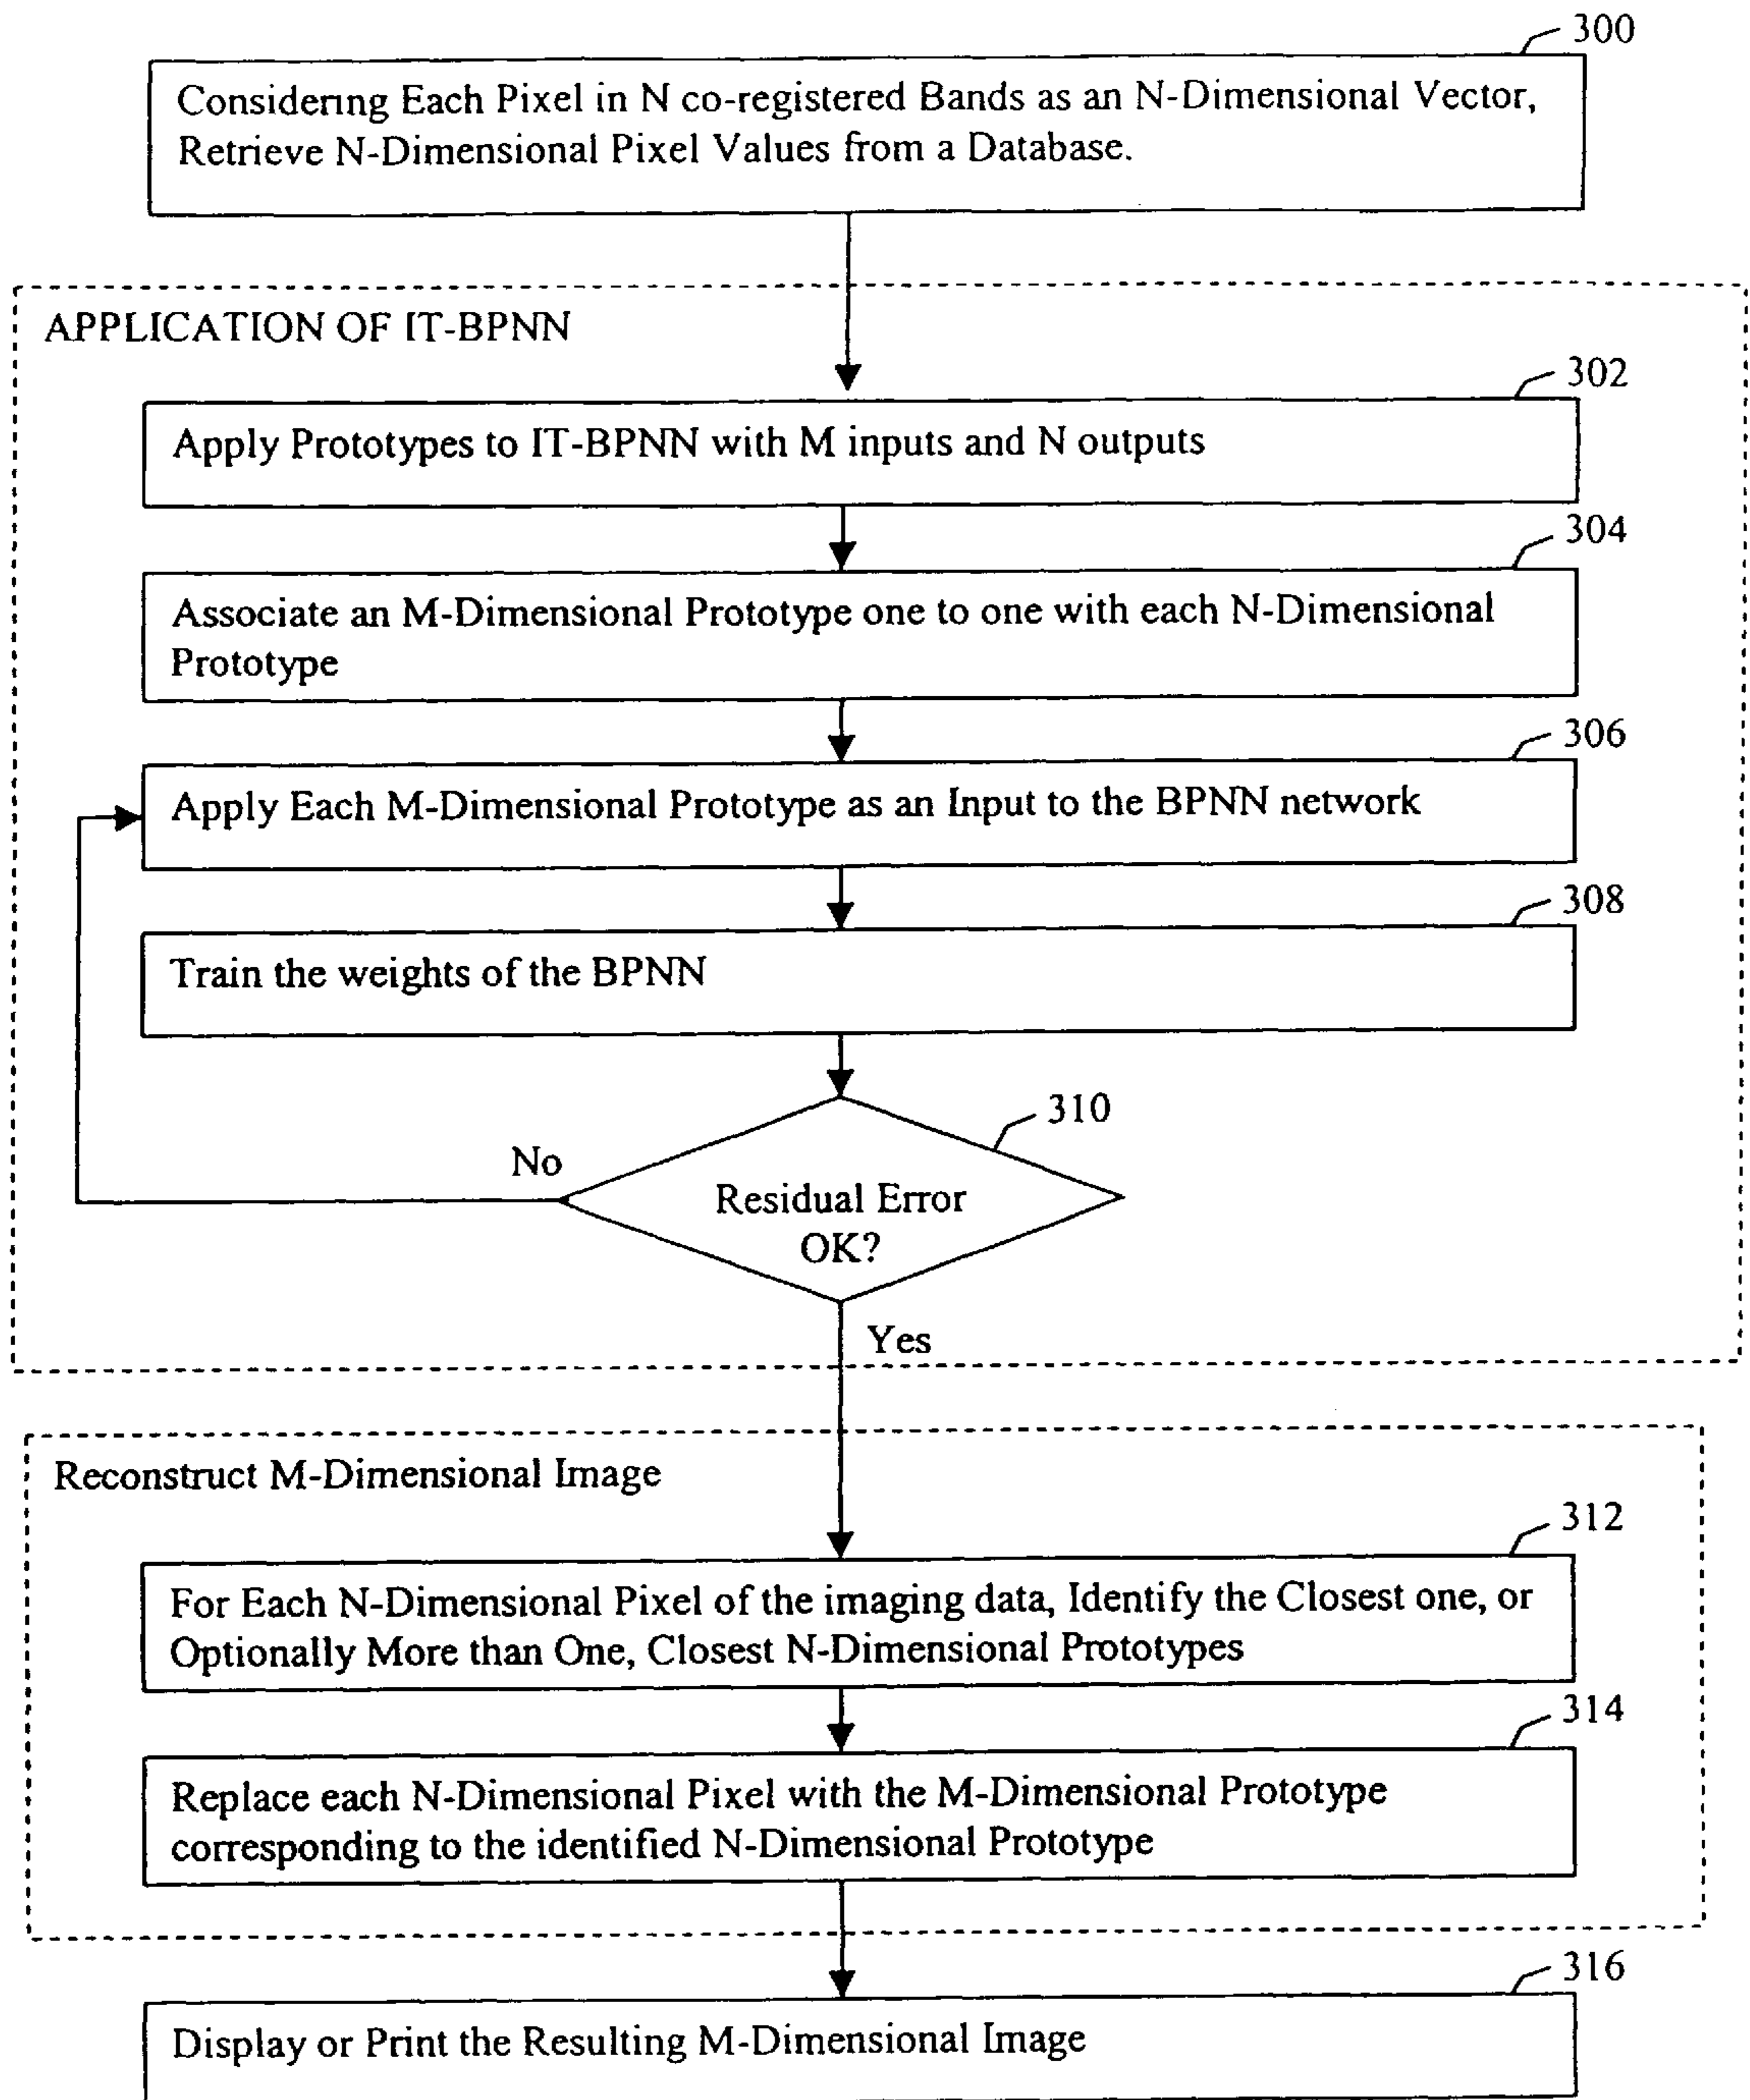 300
Considering Each Pixel in N co-registered Bands as an N-Dimensional Vector,
Retrieve N-Dimensional Pixel Values from a Database.
APPLICATION OF IT-BPNN
302
Apply Prototypes to IT-BPNN with M inputs and N outputs
304
Associate an M-Dimensional Prototype one to one with each N-Dimensional
Prototype
306
Apply Each M-Dimensional Prototype as an Input to the BPNN network
308
Train the weights of the BPNN
310
No
Residual Error
OK?
Yes
Reconstruct M-Dimensional Image
312
For Each N-Dimensional Pixel of the imaging data, Identify the Closest one, or
Optionally More than One, Closest N-Dimensional Prototypes
314
Replace each N-Dimensional Pixel with the M-Dimensional Prototype
corresponding to the identified N-Dimensional Prototype
316
Display or Print the Resulting M-Dimensional Image